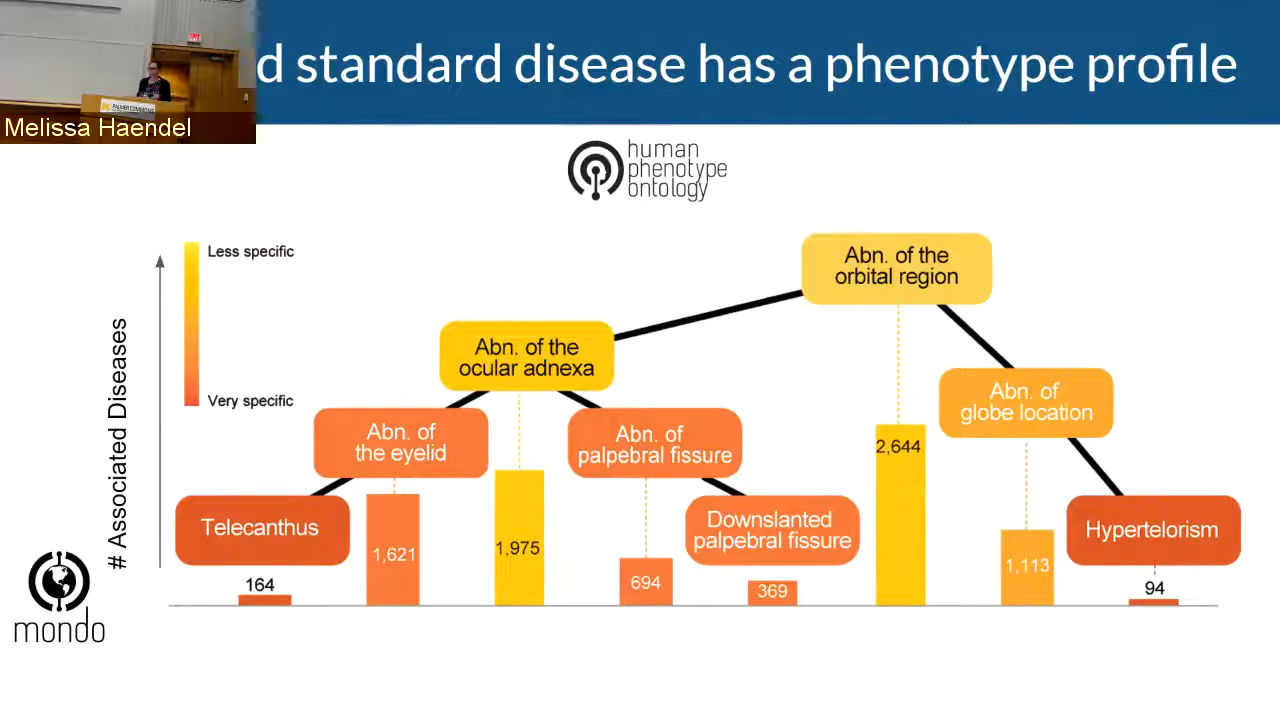 d standard disease has a phenotype profile
PALMER COMMONS
Melissa Haendel
human
phenotype
ontology
Less specific
Very specific
# Associated Diseases
Abn. of the
orbital region
Abn. of the
ocular adnexa
Abn. of
globe location
Abn. of
the eyelid
Abn. of
palpebral fissure
Telecanthus
Downslanted
palpebral fissure
Hypertelorism
164
1,621
1,975
694
369
2,644
1,113
94
mondo